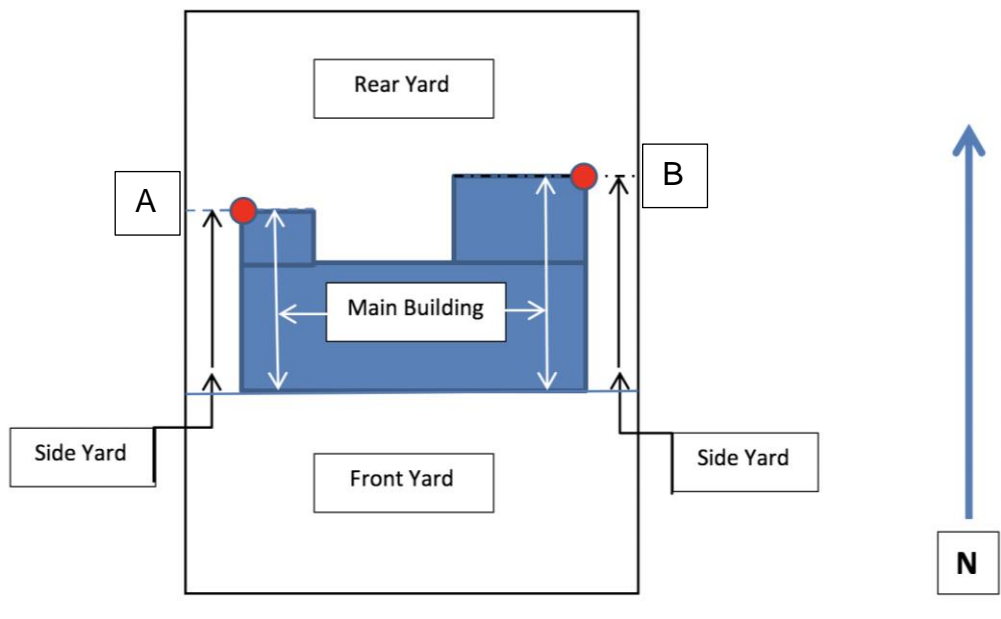 Rear Yard
A
B
Main Building
Side Yard
Front Yard
Side Yard
N